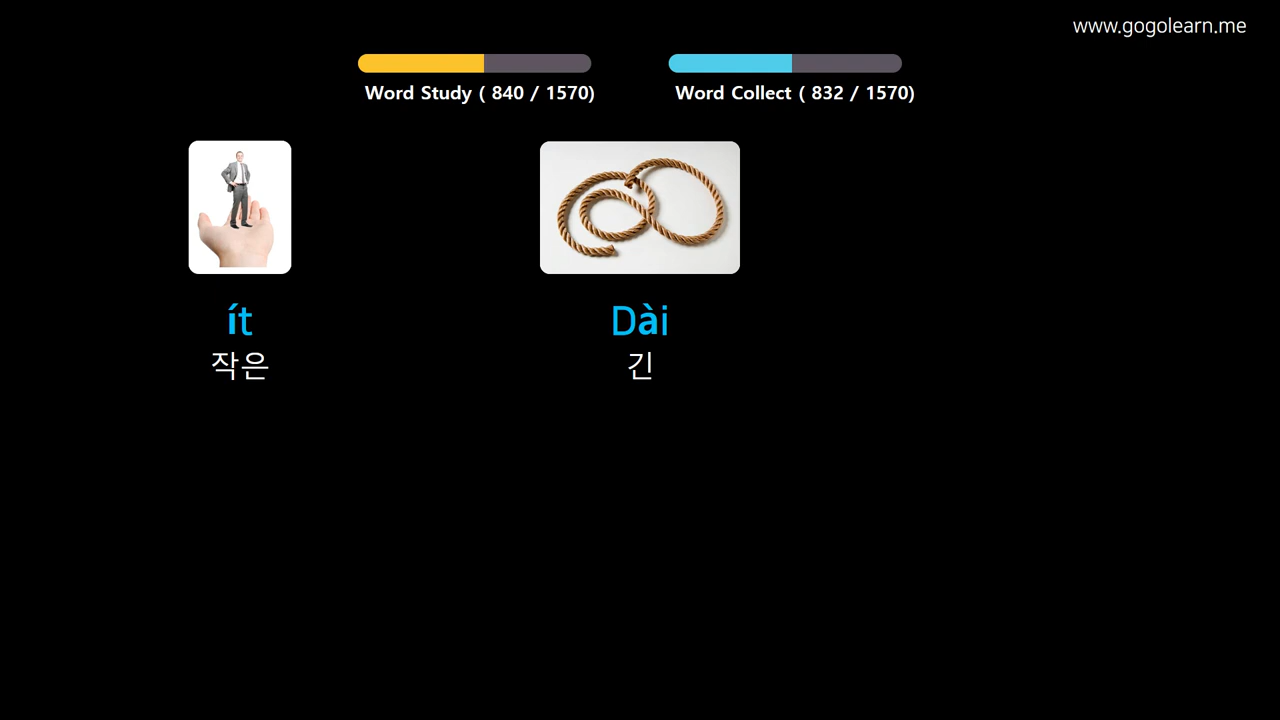 www.gogolearn.me
Word Study ( 840 / 1570)
Word Collect ( 832 / 1570)
ít
작은
Dài
긴